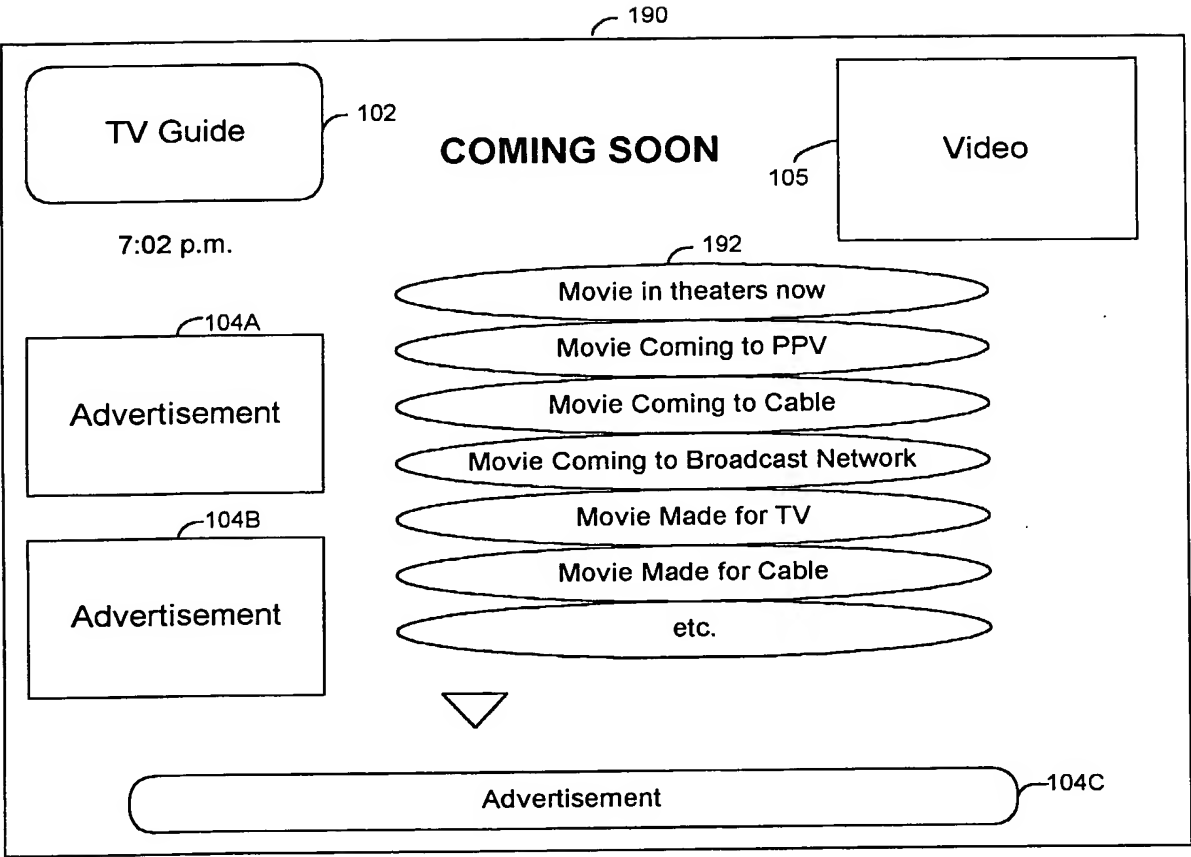 190
TV Guide
102
COMING SOON
105
Video
7:02 p.m.
192
Movie in theaters now
Movie Coming to PPV
Movie Coming to Cable
Movie Coming to Broadcast Network
Movie Made for TV
Movie Made for Cable
etc.
104A
Advertisement
104B
Advertisement
Advertisement
104C